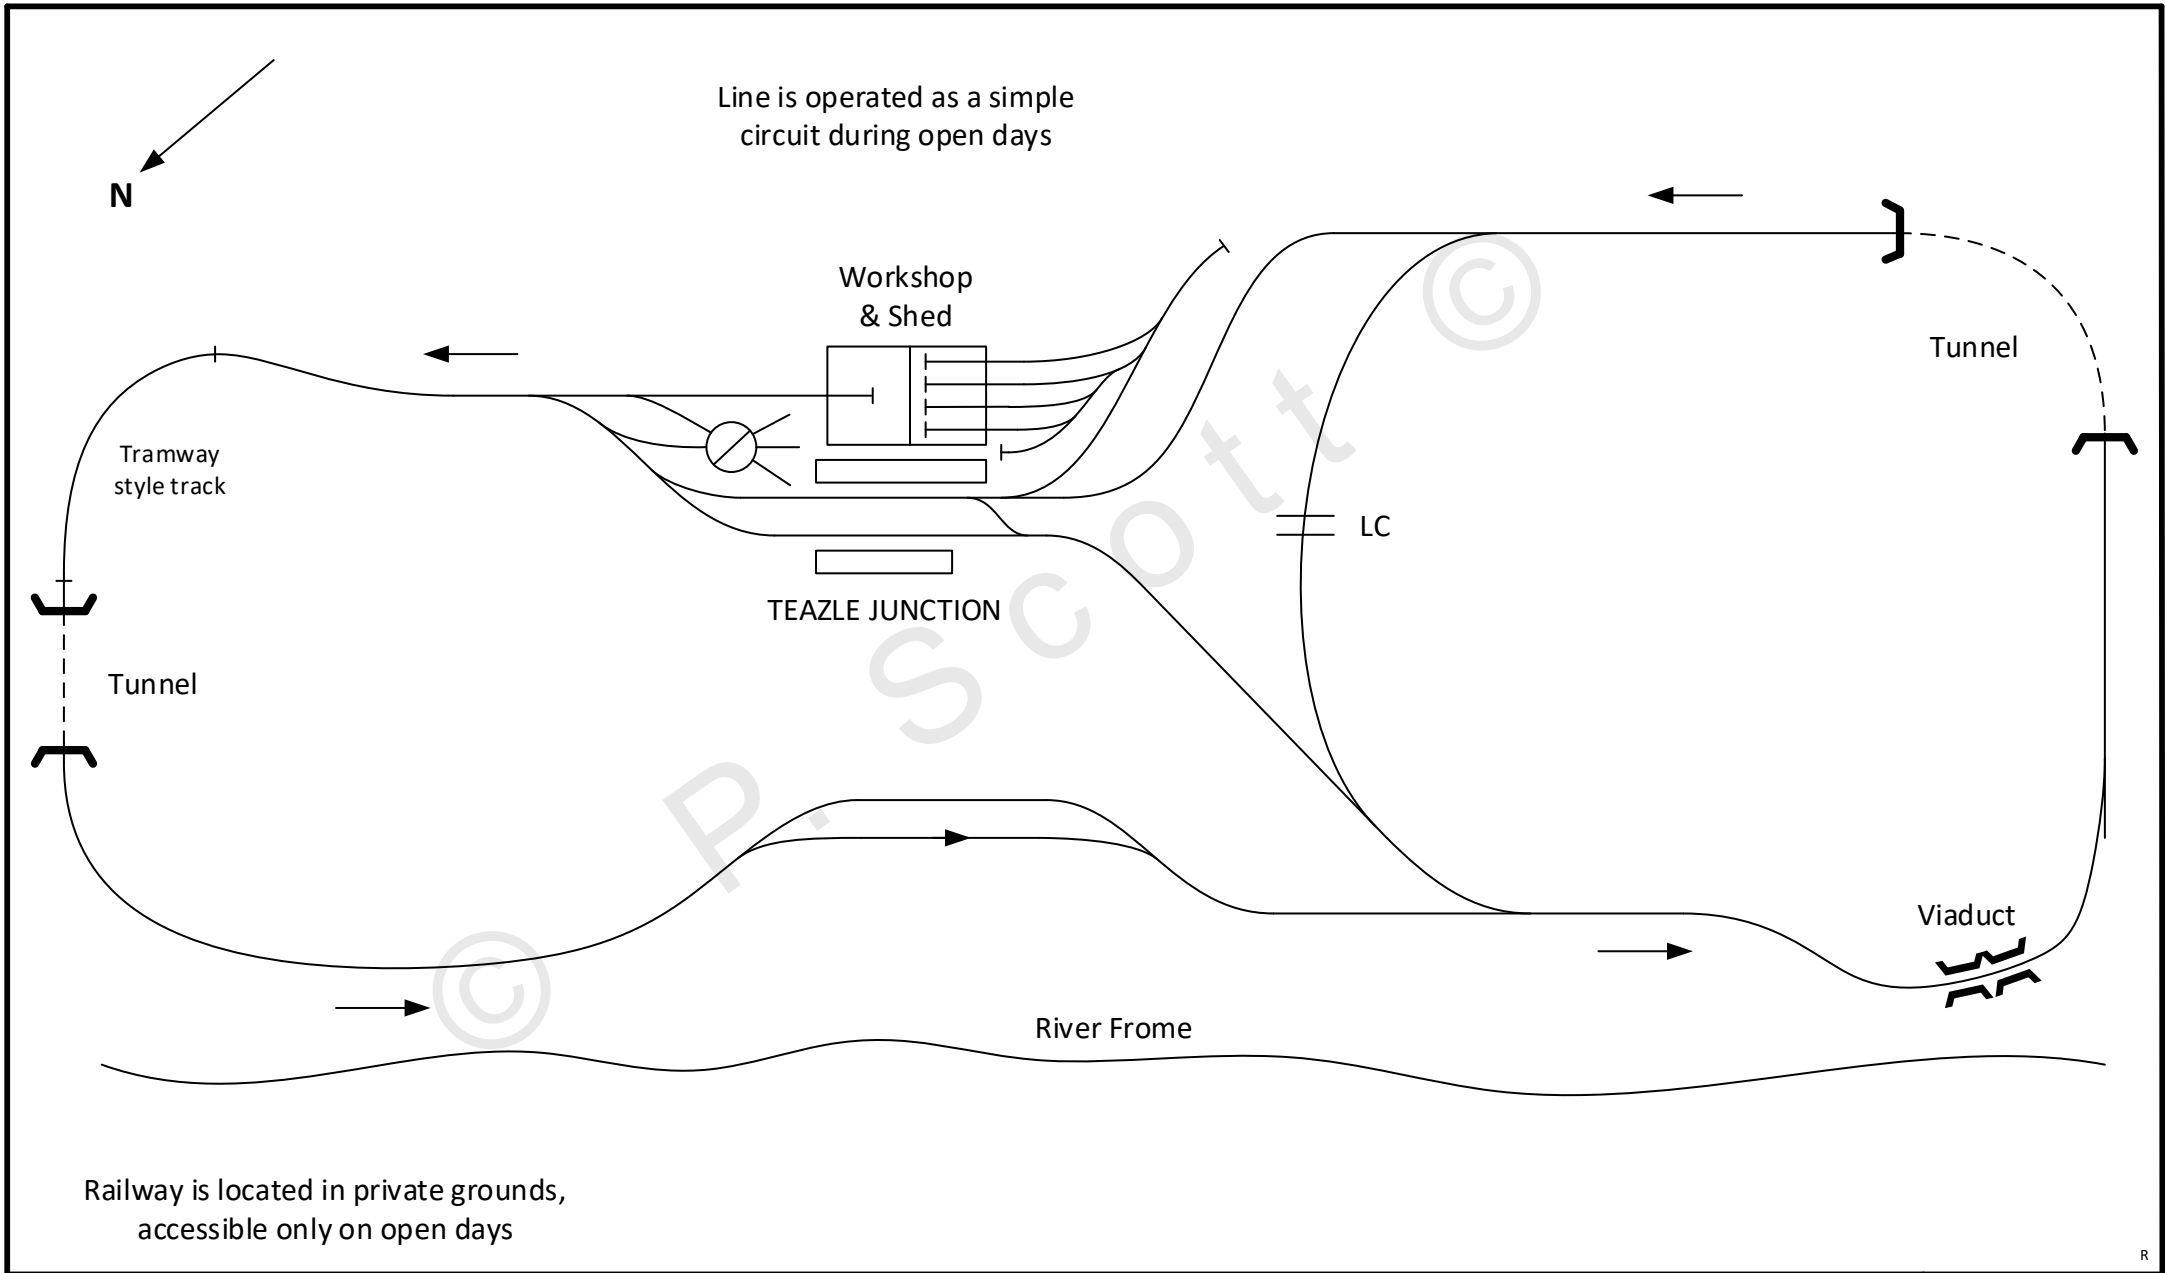 Line is operated as a simple
circuit during open days
N
Workshop
& Shed
Tunnel
Tramway
style track
LC
TEAZLE JUNCTION
Tunnel
Viaduct
River Frome
Railway is located in private grounds,
accessible only on open days
R
© P. Scott ©